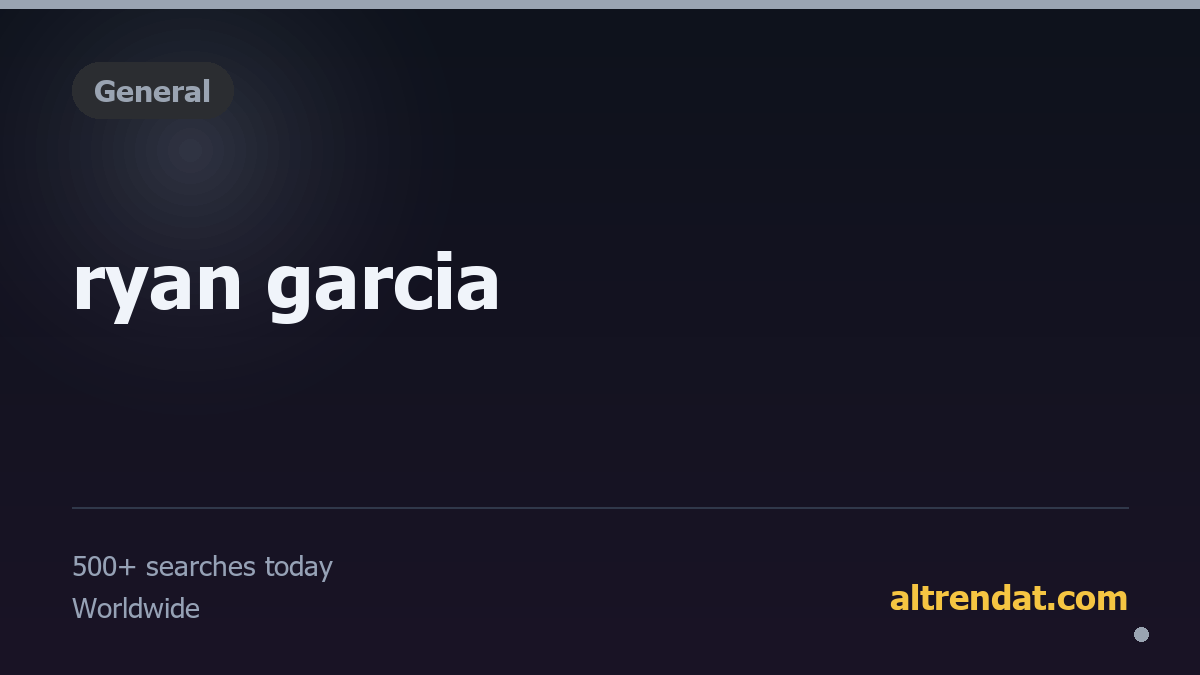 General
ryan garcia
500+ searches today
Worldwide
altrendat.com